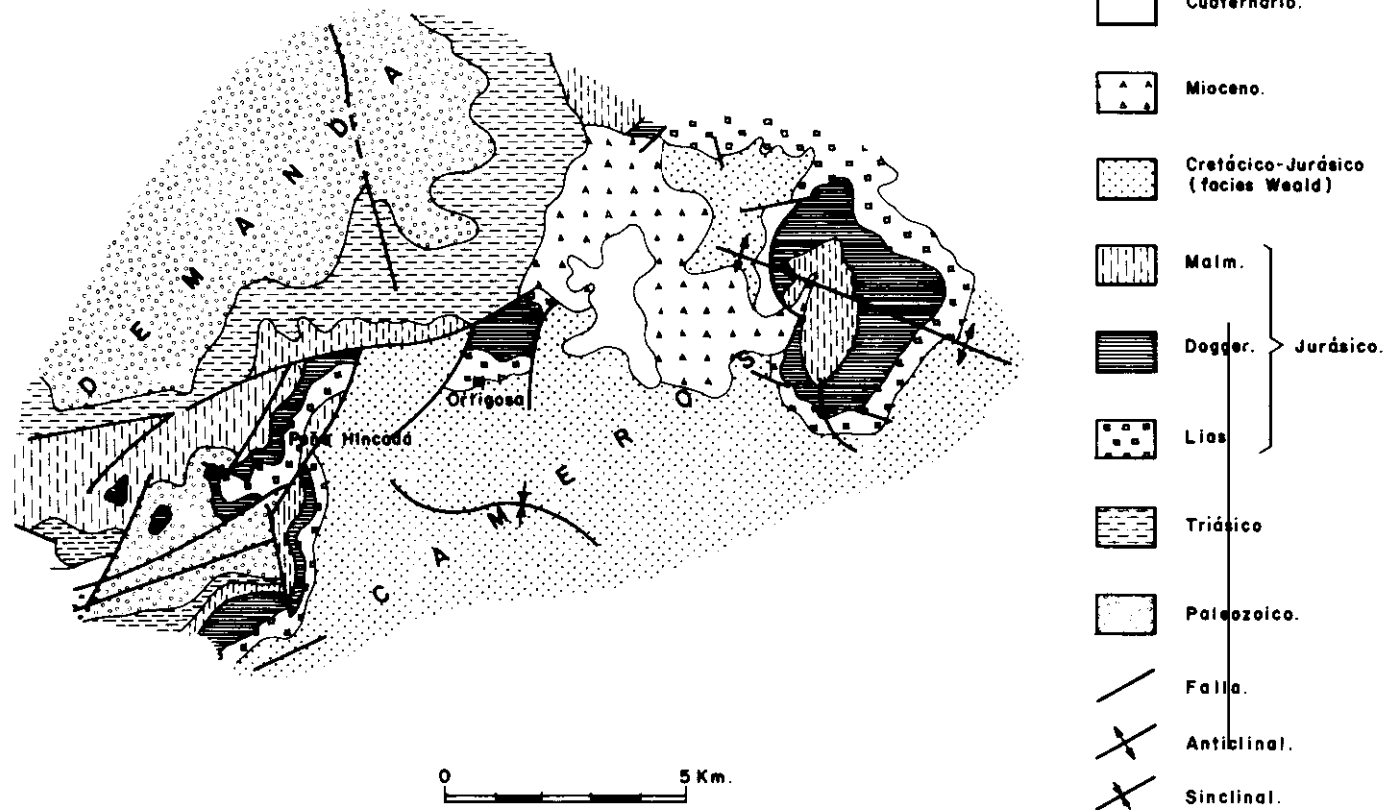 Cuaternario.
Mioceno.
Cretácico-Jurásico
(facies Weald)
Malm.
Dogger.
Jurásico.
Lias
Triásico
Paleozoico.
Falla.
Anticlinal.
Sinclinal.
DEMANDA
CAMEROS
Ortigosa
Peña Hincada
0 5 Km.